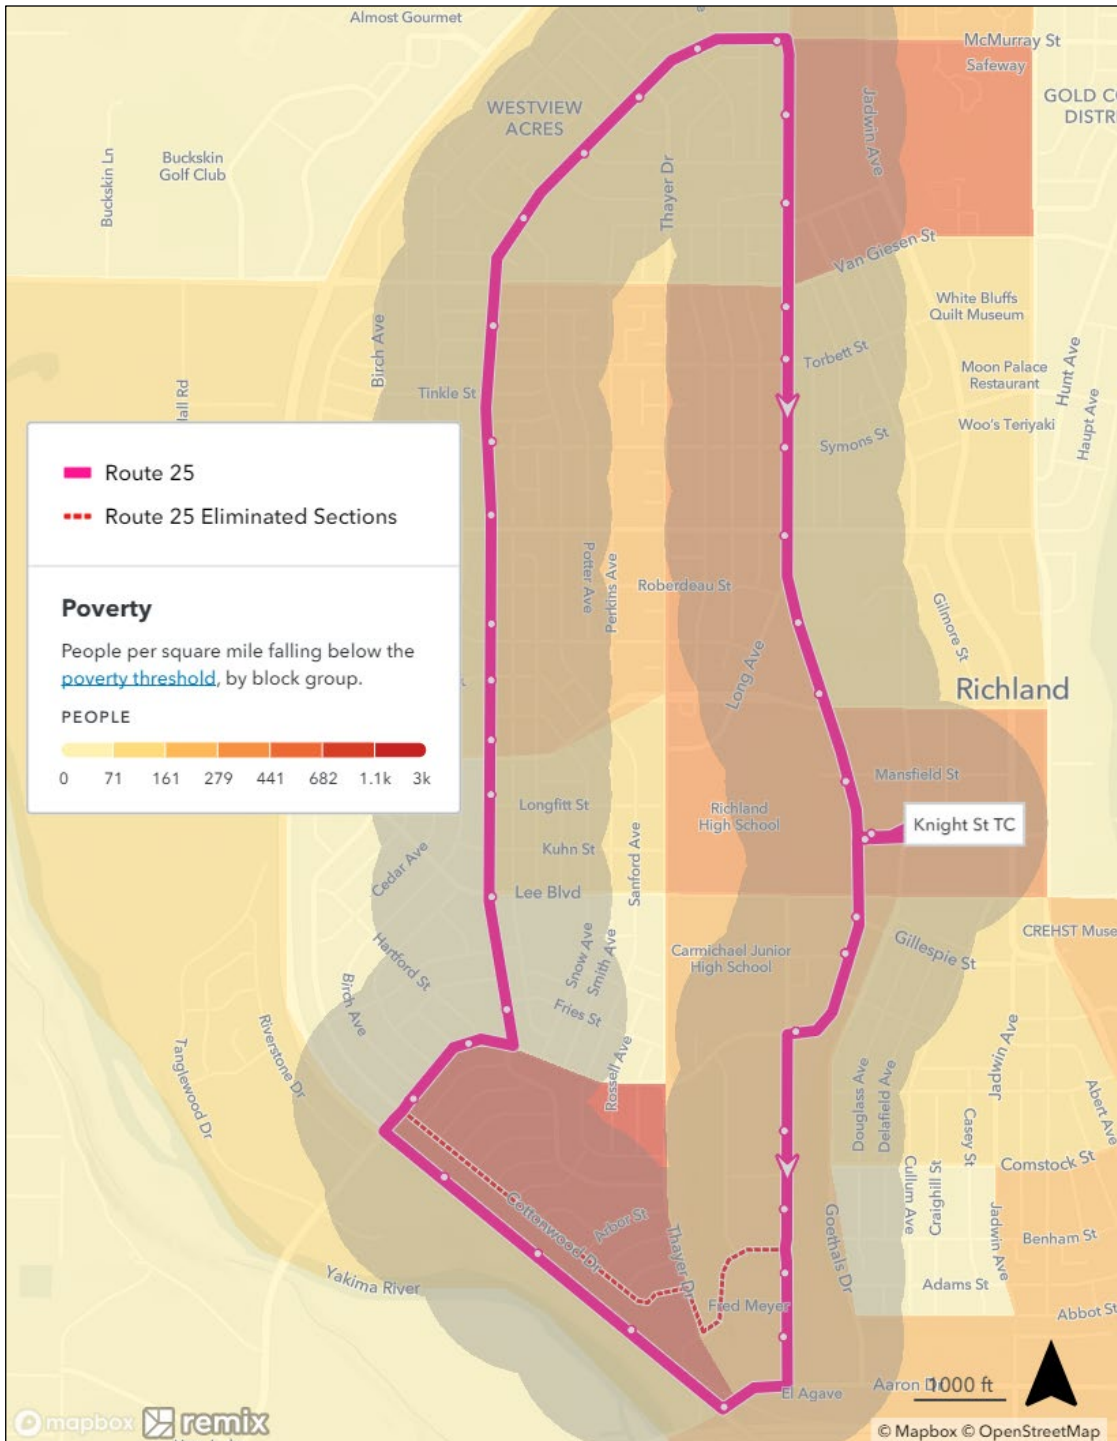 Almost Gourmet
McMurray St
Safeway
Jadwin Ave
GOLD CO
DISTR
WESTVIEW
ACRES
Buckskin Ln
Buckskin
Golf Club
Thayer Dr
Van Giesen St
White Bluffs
Quilt Museum
Birch Ave
Torbett St
Hunt Ave
Moon Palace
Restaurant
Tinkle St
Hall Rd
Haupt Ave
Woo's Teriyaki
Symons St
Route 25
Route 25 Eliminated Sections
Poverty
People per square mile falling below the
poverty threshold, by block group.
PEOPLE
0 71 161 279 441 682 1.1k 3k
Potter Ave
Perkins Ave
Roberdeau St
Gilmore St
Long Ave
Richland
Mansfield St
Longfitt St
Richland
High School
Knight St TC
Kuhn St
Cedar Ave
Sanford Ave
Lee Blvd
Hartford St
Snow Ave
Smith Ave
Carmichael Junior
High School
Gillespie St
CREHST Muse
Birch Ave
Fries St
Riverstone Dr
Tanglewood Dr
Rossell Ave
Jadwin Ave
Douglass Ave
Delafield Ave
Abert Ave
Casey St
Comstock St
Cullum Ave
Craighill St
Cottonwood Dr
Arbor St
Thayer Dr
Goethals Dr
Jadwin Ave
Benham St
Yakima River
Fred Meyer
Adams St
Abbot St
El Agave
Aaron Dr
1000 ft
mapbox remix
© Mapbox © OpenStreetMap